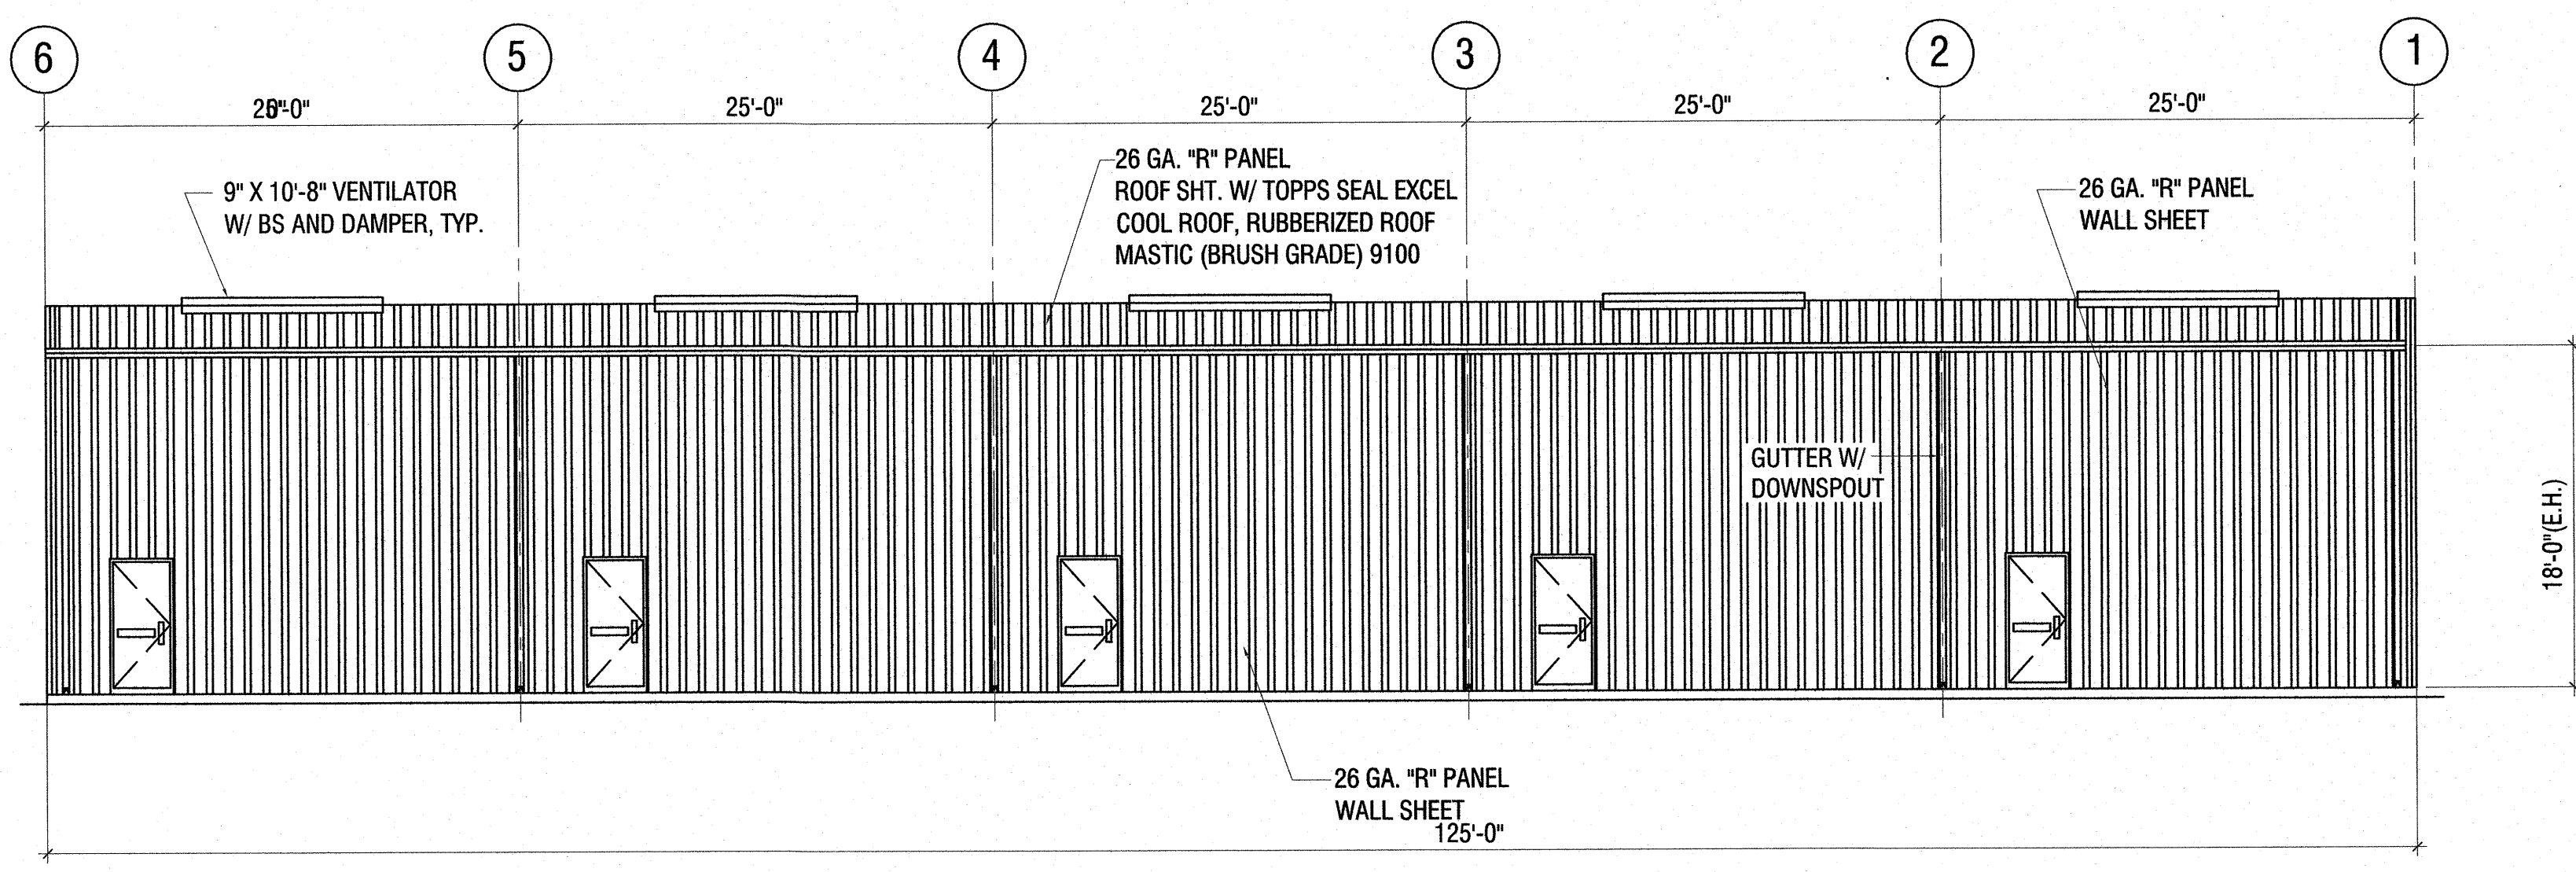 6 5 4 3 2 1
25'-0" 25'-0" 25'-0" 25'-0"
9" X 10'-8" VENTILATOR
W/ BS AND DAMPER, TYP.
26 GA. "R" PANEL
ROOF SHT. W/ TOPPS SEAL EXCEL
COOL ROOF, RUBBERIZED ROOF
MASTIC (BRUSH GRADE) 9100
26 GA. "R" PANEL
WALL SHEET
GUTTER W/
DOWNSPOUT
18'-0"(E.H.)
26 GA. "R" PANEL
WALL SHEET
125'-0"